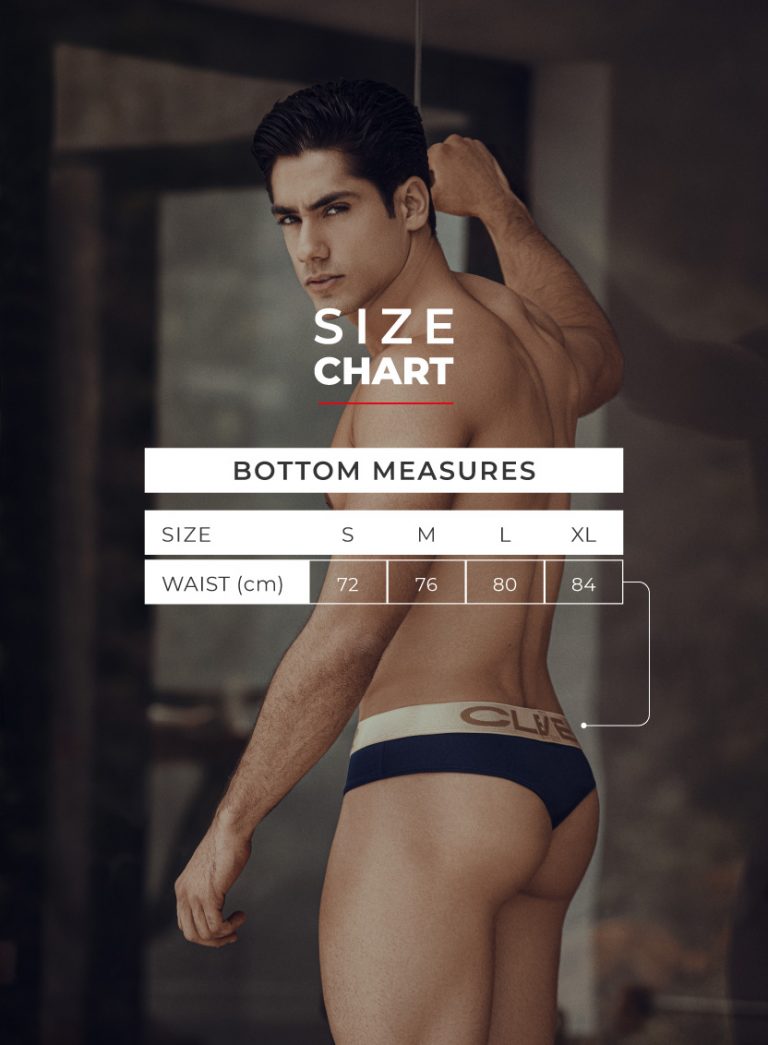 SIZE
CHART
BOTTOM MEASURES
SIZE S M L XL
WAIST (cm) 72 76 80 84